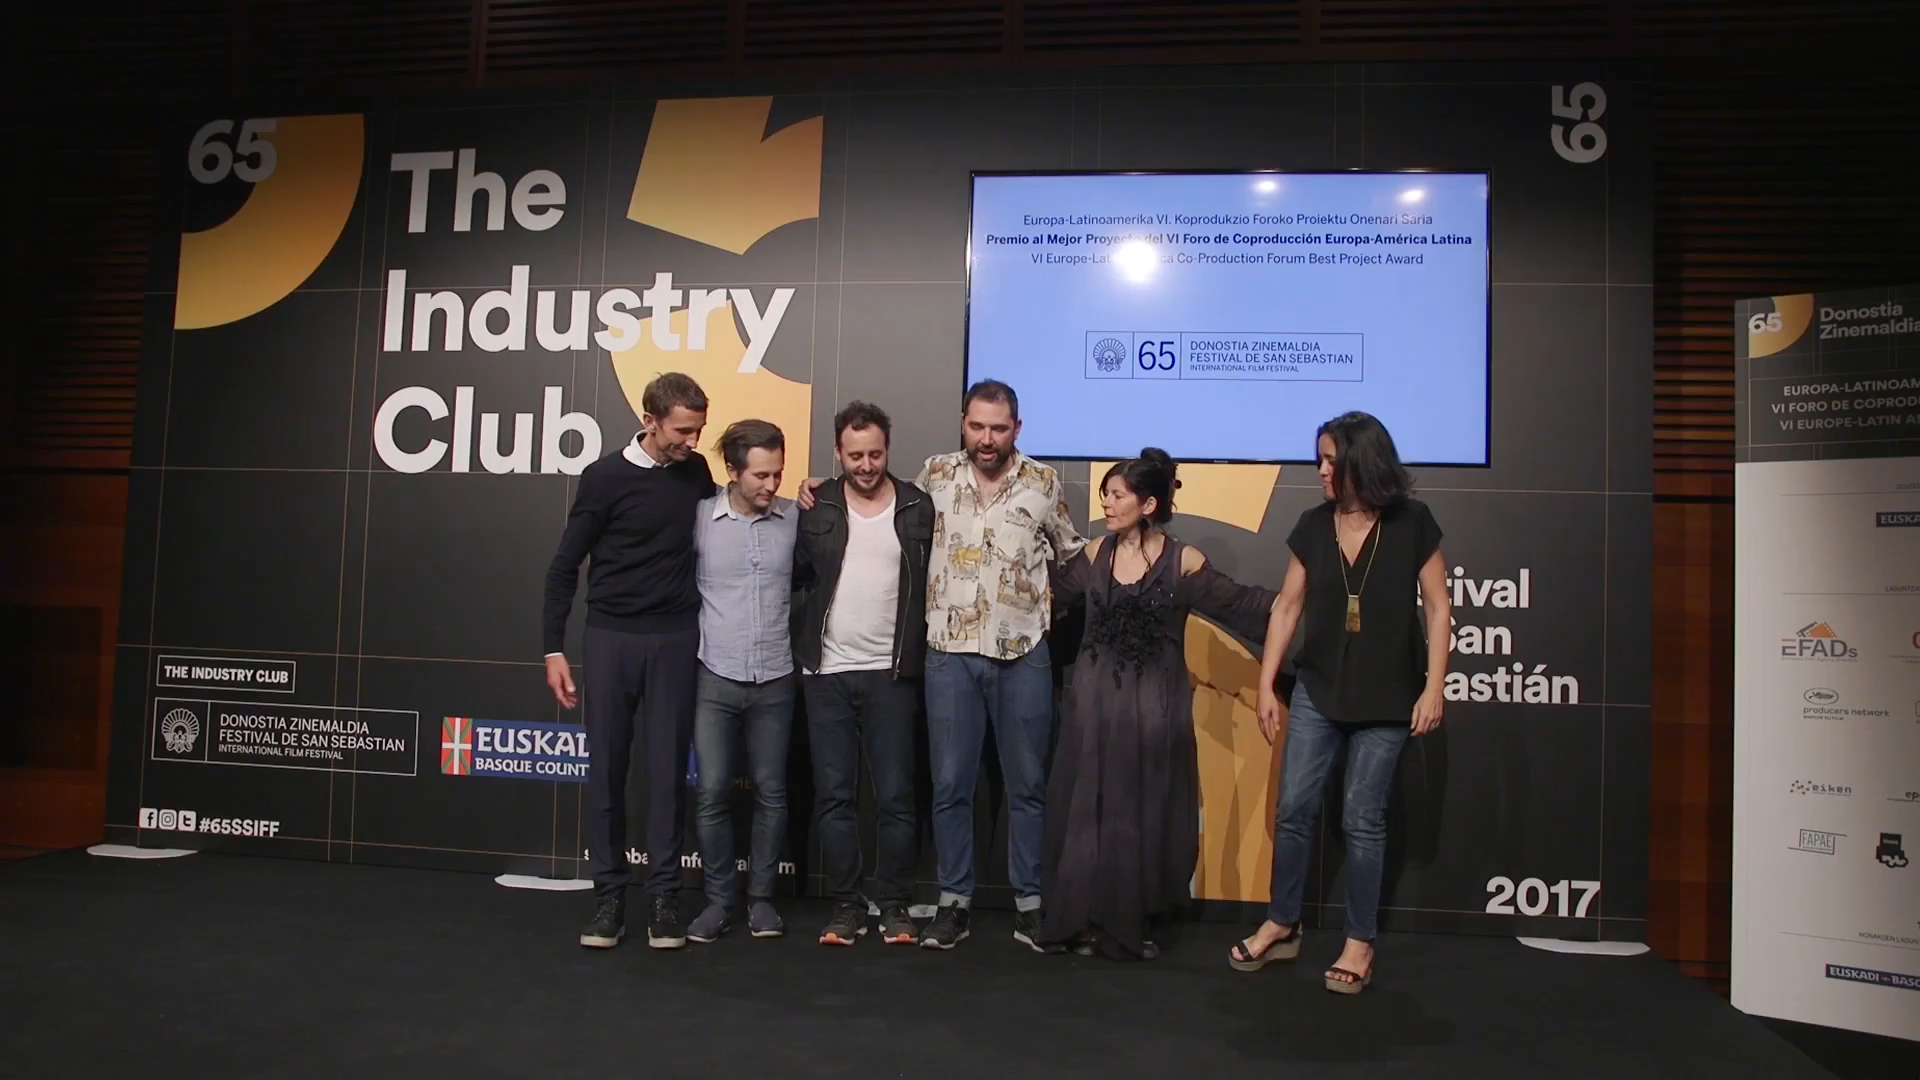 65
The
Industry
Club
65
Europa-Latinoamerika VI. Koprodukzio Foroko Proiektu Onenari Saria
Premio al Mejor Proyecto del VI Foro de Coproducción Europa-América Latina
VI Europe-Lat ca Co-Production Forum Best Project Award
65
DONOSTIA ZINEMALDIA
FESTIVAL DE SAN SEBASTIAN
INTERNATIONAL FILM FESTIVAL
tival
San
astián
2017
THE INDUSTRY CLUB
DONOSTIA ZINEMALDIA
FESTIVAL DE SAN SEBASTIAN
INTERNATIONAL FILM FESTIVAL
EUSKAD
BASQUE COUNT
#65SSIFF
65
Donostia
Zinemaldia
EUROPA-LATINOAM
VI FORO DE COPRODU
VI EUROPE-LATIN A
EUSKA
EFADs
producers network
eiken
FAPAE
EUSKADI BASQ